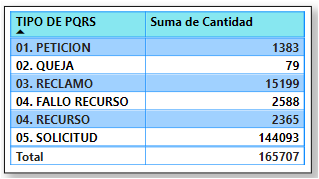 TIPO DE PQRS Suma de Cantidad
01. PETICION 1383
02. QUEJA 79
03. RECLAMO 15199
04. FALLO RECURSO 2588
04. RECURSO 2365
05. SOLICITUD 144093
Total 165707